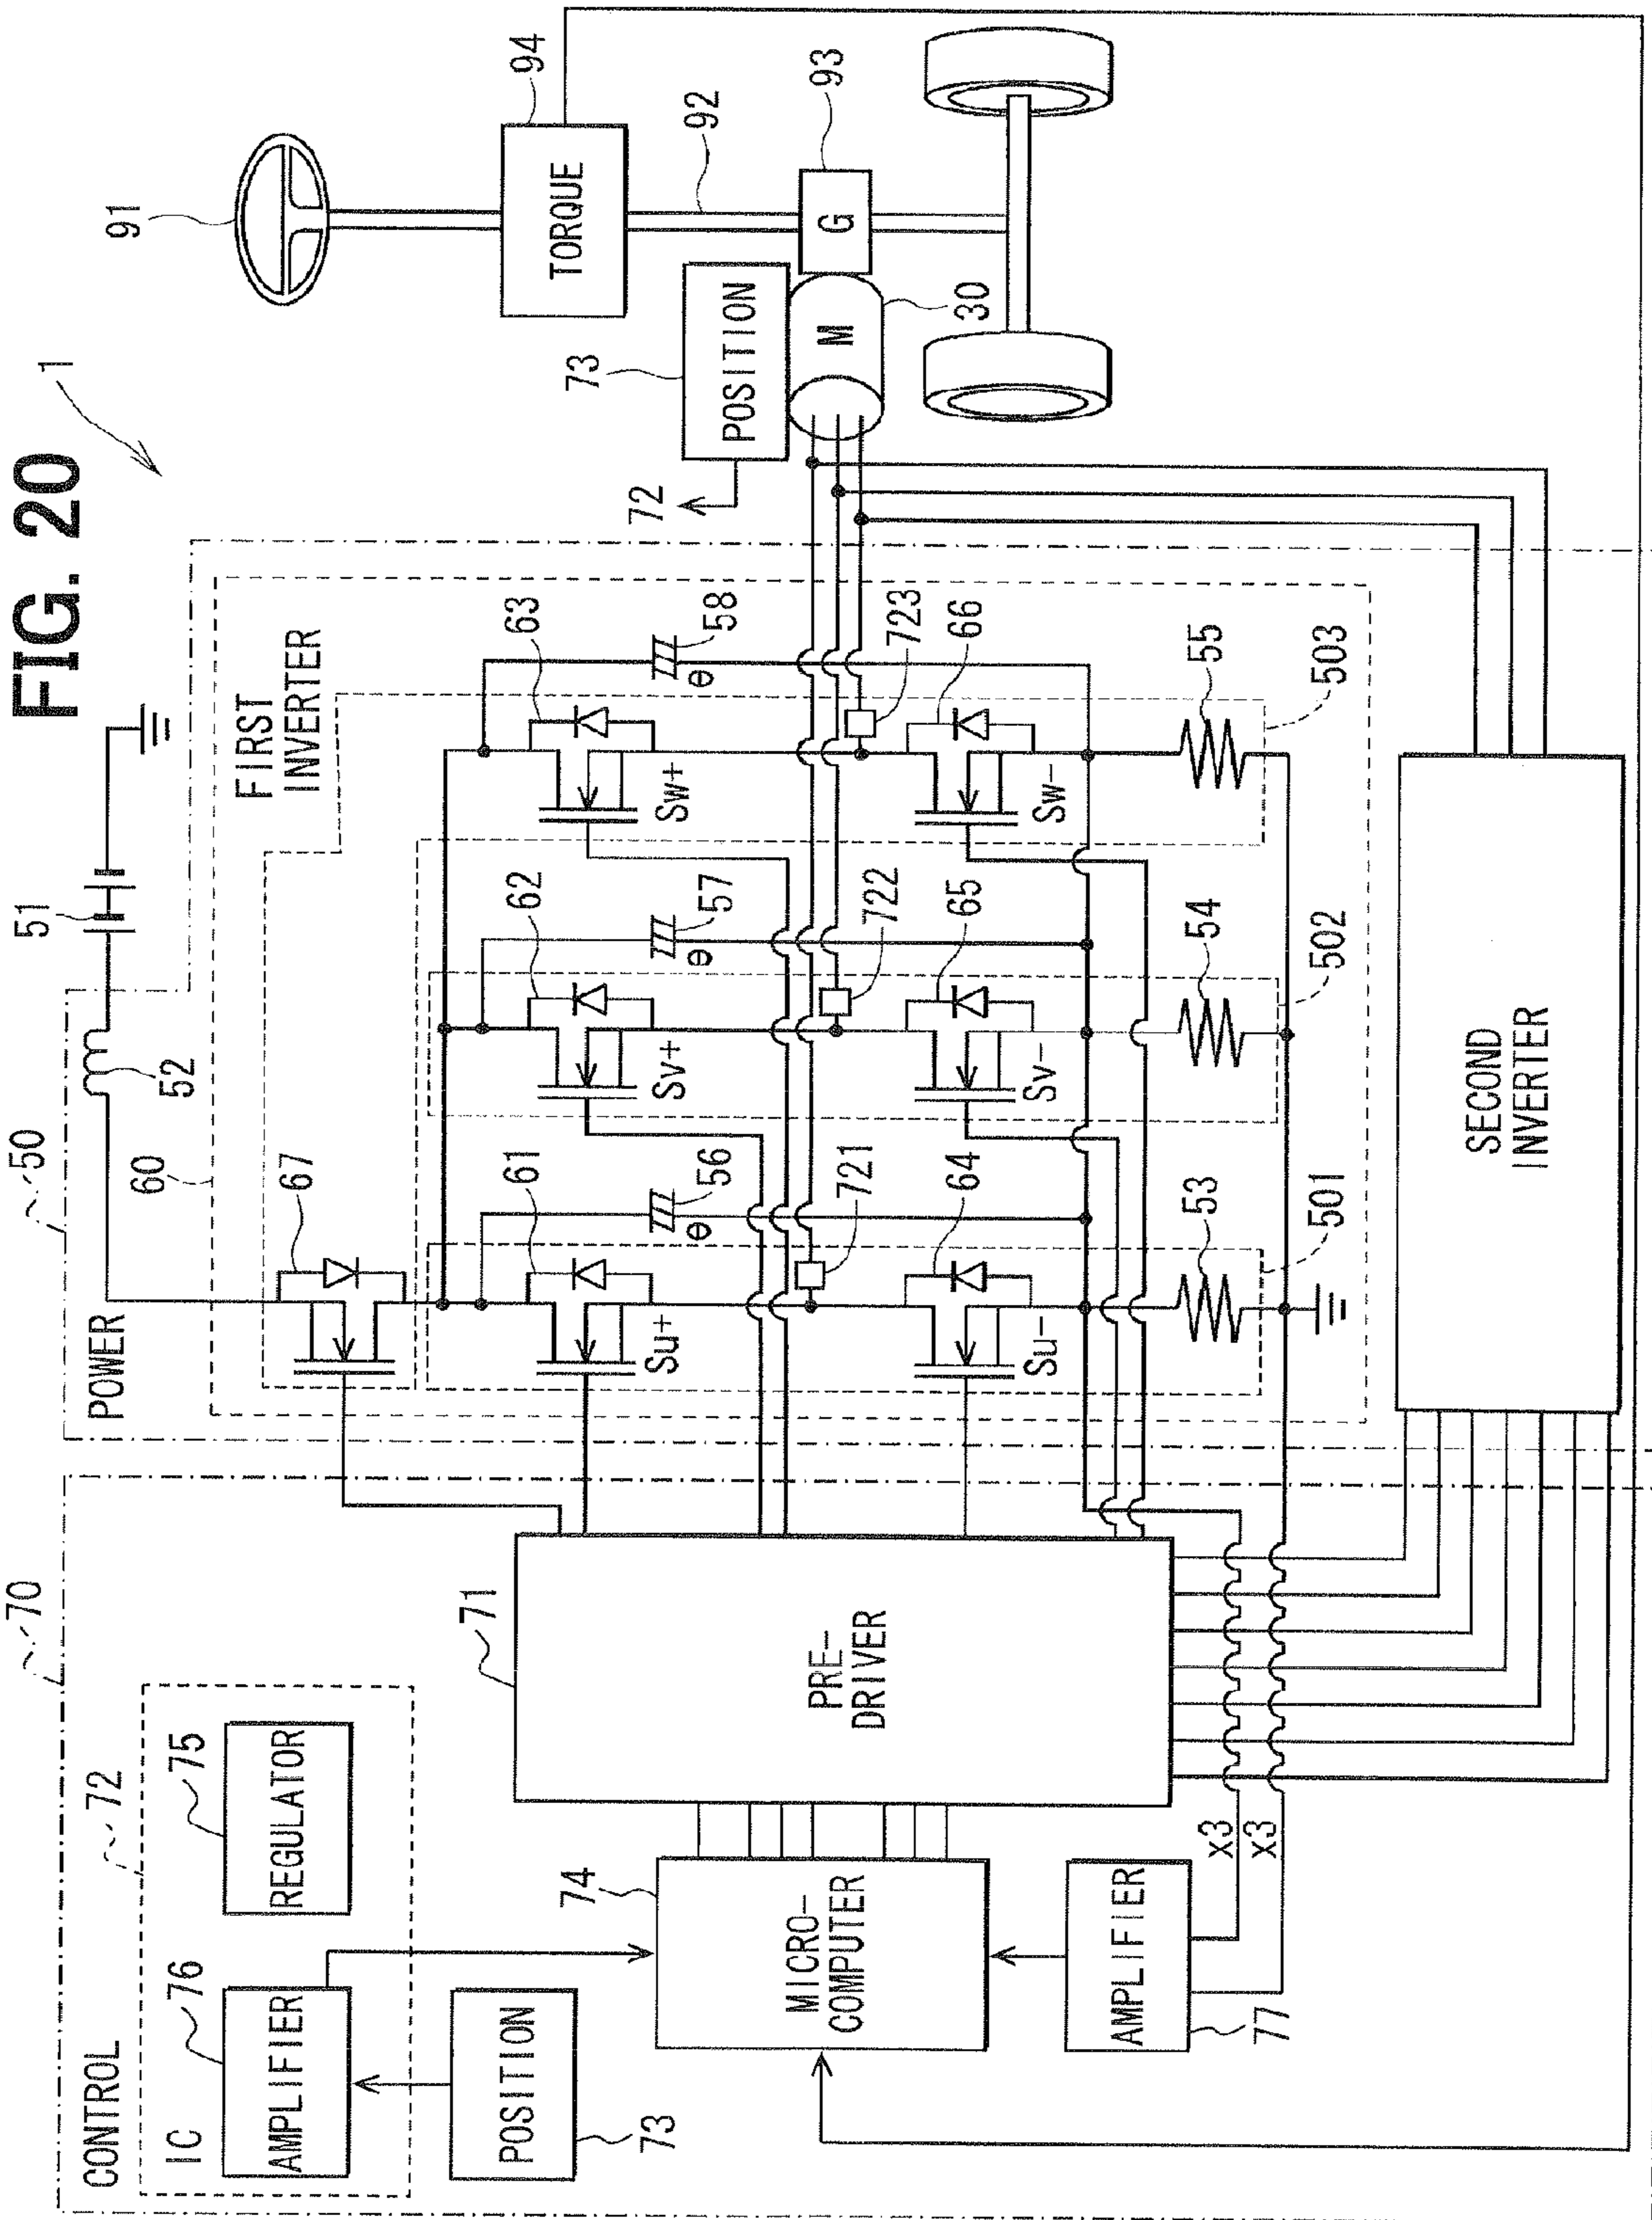 FIG. 20
1
70
CONTROL
72
IC
76
AMPLIFIER
75
REGULATOR
POSITION
73
74
MICRO-
COMPUTER
AMPLIFIER
77
x3
x3
71
PRE-
DRIVER
50
POWER
52
51
60
FIRST
INVERTER
67
61
Su+
56
θ
62
Sv+
57
θ
63
Sw+
58
θ
721
722
723
64
Su-
65
Sv-
66
Sw-
53
501
54
502
55
503
SECOND
INVERTER
91
94
TORQUE
92
93
G
72
73
POSITION
M
30